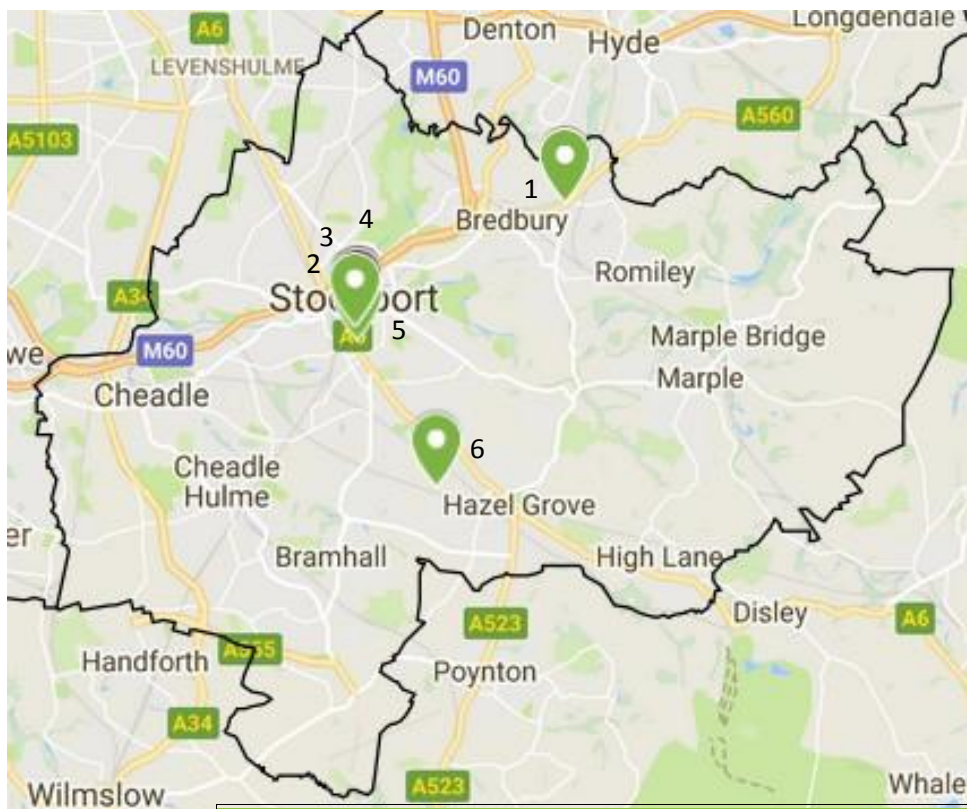 Longdendale
A6
Denton
Hyde
LEVENSHULME
M60
A560
A5103
1
Bredbury
4
3
2
Romiley
A34
Stockport
5
Marple Bridge
M60
Marple
Cheadle
6
Cheadle
Hulme
Hazel Grove
Bramhall
High Lane
A523
Disley
A6
Handforth
Poynton
A34
A523
Whale
Wilmslow